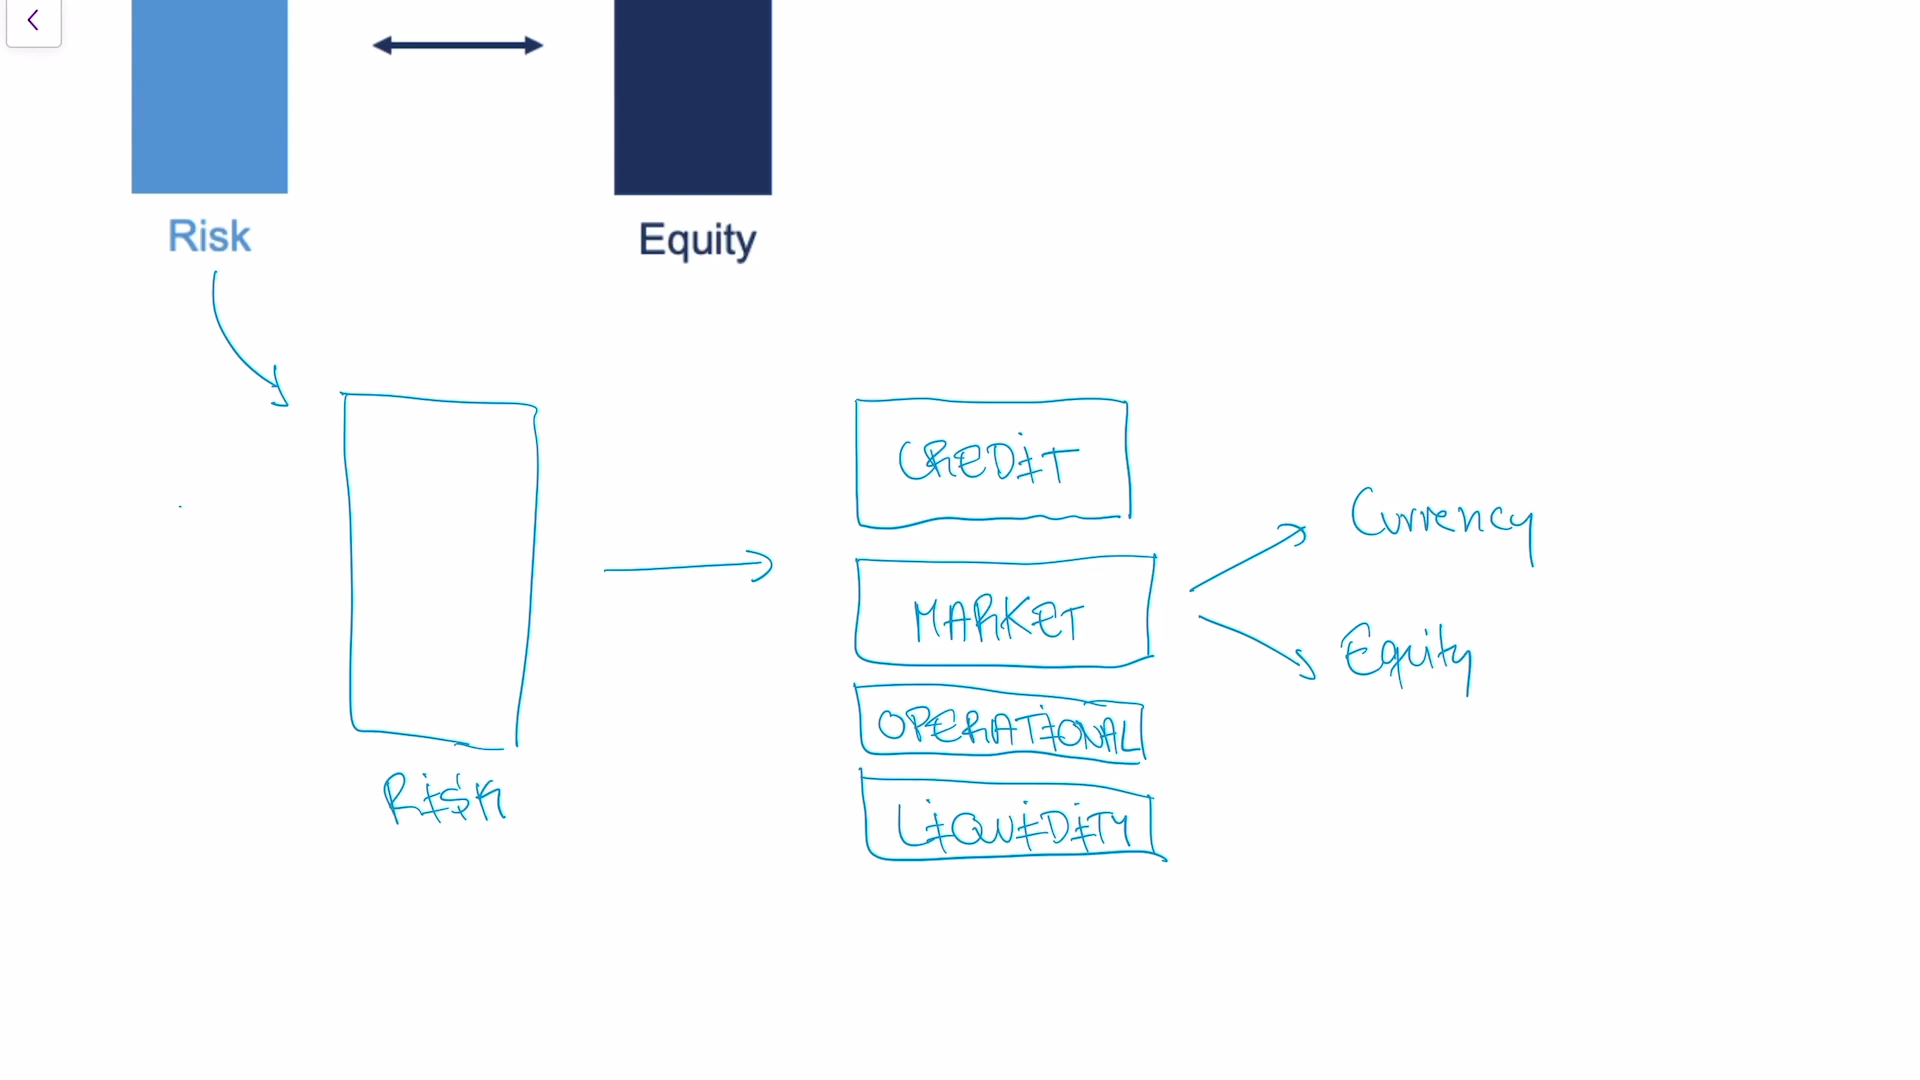 Risk
Equity
CREDIT
MARKET
OPERATIONAL
LIQUIDITY
RISK
Currency
Equity